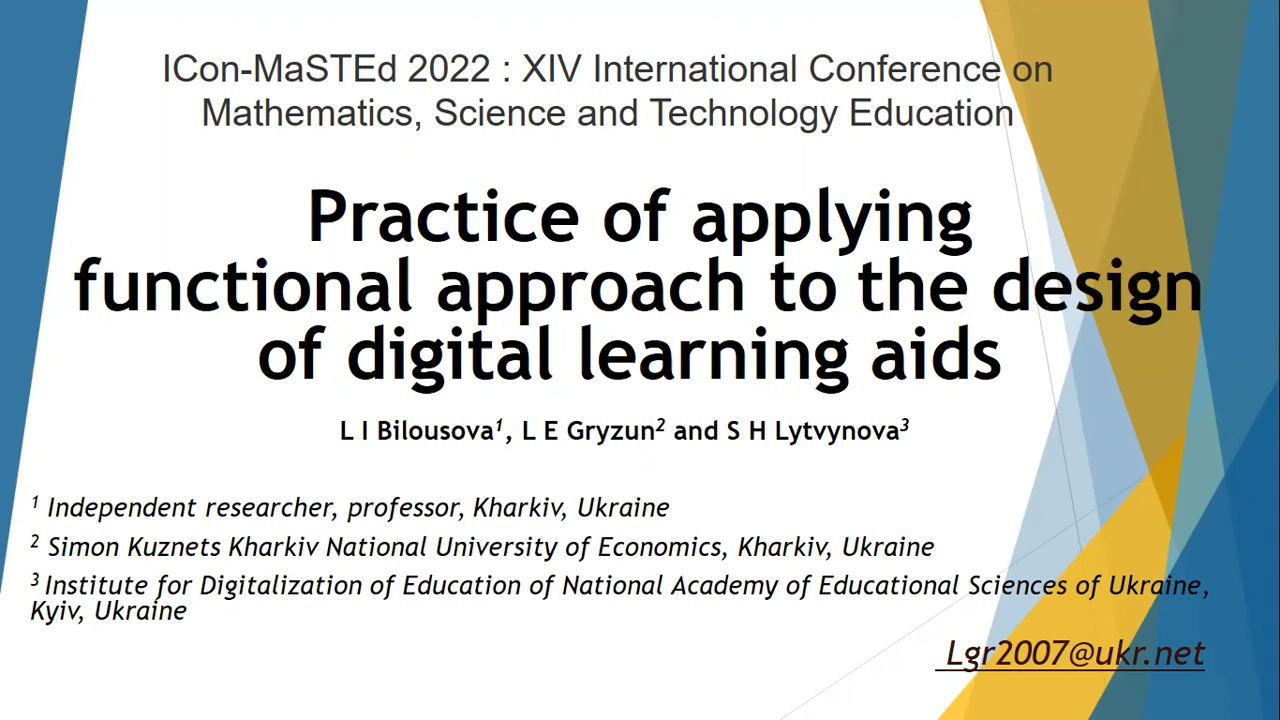 ICon-MaSTEd 2022 : XIV International Conference on
Mathematics, Science and Technology Education
Practice of applying
functional approach to the design
of digital learning aids
L I Bilousova¹, L E Gryzun² and S H Lytvynova³
¹ Independent researcher, professor, Kharkiv, Ukraine
² Simon Kuznets Kharkiv National University of Economics, Kharkiv, Ukraine
³ Institute for Digitalization of Education of National Academy of Educational Sciences of Ukraine,
Kyiv, Ukraine
Lgr2007@ukr.net